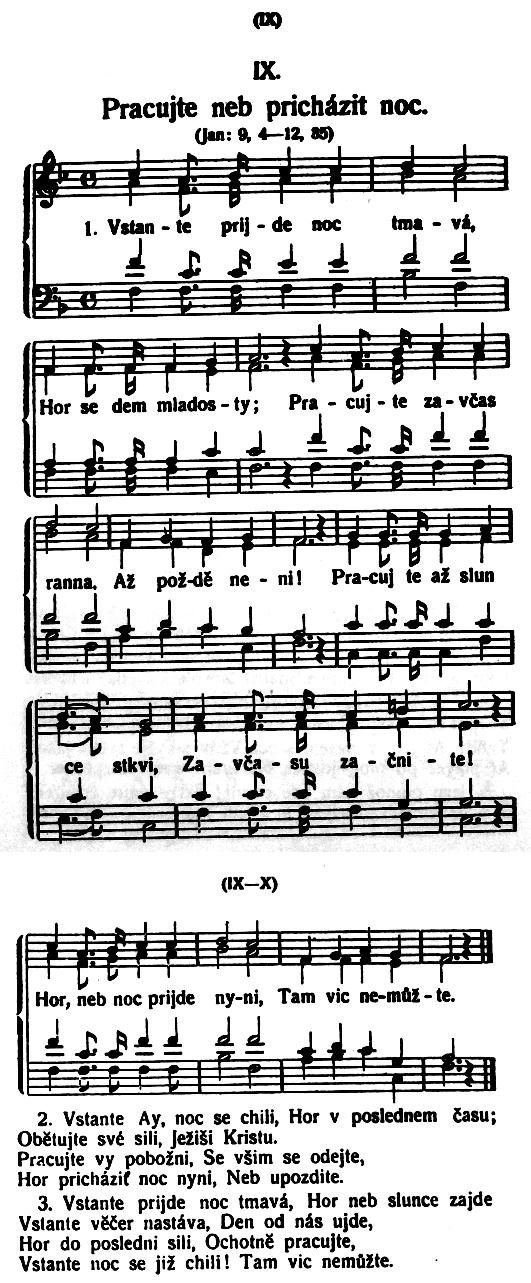 (IX)
IX.
Pracujte neb pricházit noc.
(Jan: 9, 4—12, 35)
1. Vstan - te prij - de noc tma - vá,
Hor se dem mlados - ty; Pra - cuj - te za - včas
ranna, Až pož-dě ne - ni! Pra-cuj te až slun
ce stkvi, Za - vča - su za - čni - te!
(IX—X)
Hor, neb noc prijde ny-ni, Tam vic ne-můž - te.
2. Vstante Ay, noc se chili, Hor v poslednem času;
Obětujte své sili, Ježiši Kristu.
Pracujte vy pobožni, Se všim se odejte,
Hor pricháziť noc nyni, Neb upozdite.
3. Vstante prijde noc tmavá, Hor neb slunce zajde
Vstante věčer nastáva, Den od nás ujde,
Hor do posledni sili, Ochotně pracujte,
Vstante noc se již chili! Tam vic nemůžte.